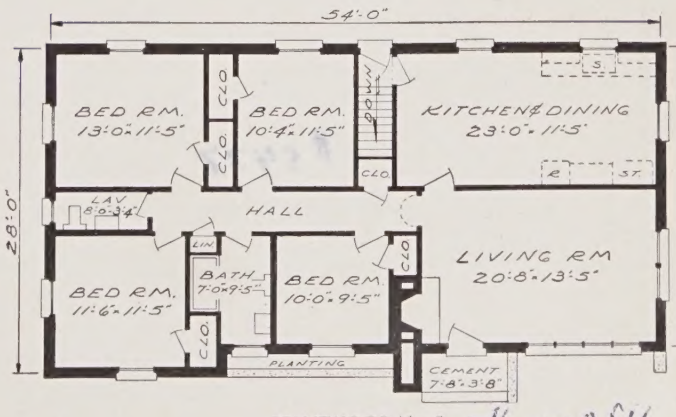 54'-0"
28'-0"
BED RM.
13'-0" x 11'-5"
CLO.
CLO.
BED RM.
10'-4" x 11'-5"
DOWN
CLO.
KITCHEN & DINING
23'-0" x 11'-5"
S.
R
ST.
LAV
8'-0" x 3'-4"
HALL
LIN.
BED RM.
11'-6" x 11'-5"
CLO.
BATH
7'-0" x 9'-5"
BED RM.
10'-0" x 9'-5"
CLO.
LIVING RM
20'-8" x 13'-5"
PLANTING
CEMENT
7'-8" x 3'-8"